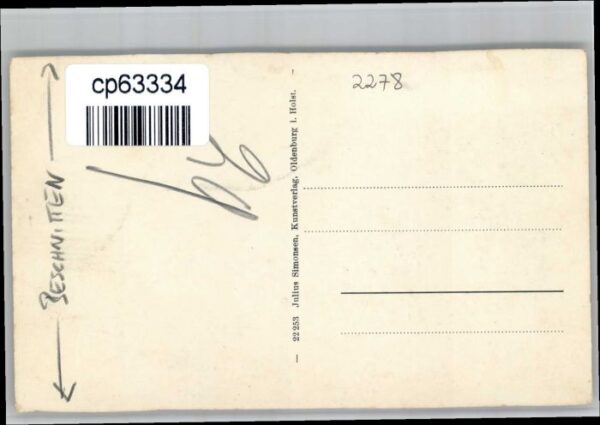 cp63334
2278
BESCHNITTEN
— 22253 Julius Simonsen, Kunstverlag, Oldenburg i. Holst.